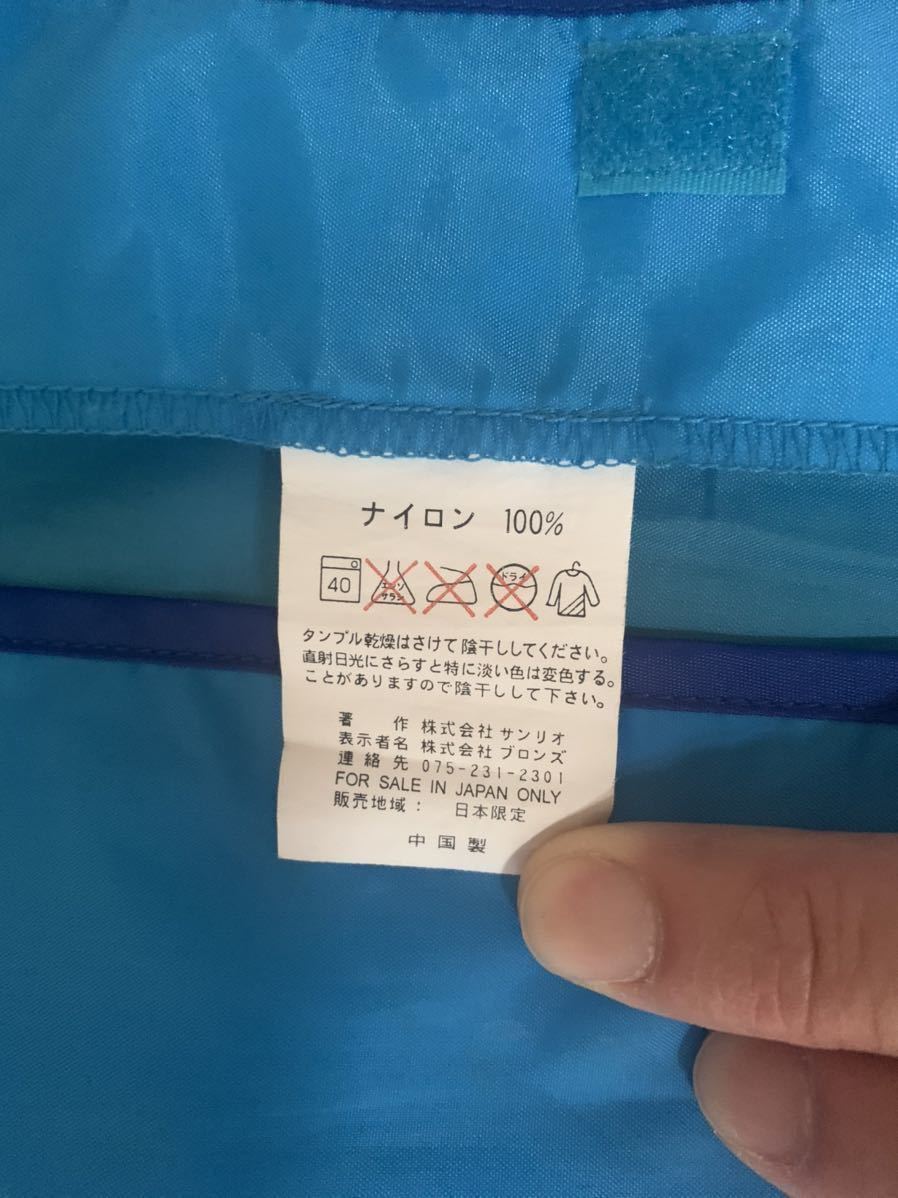 ナイロン 100%
40 エンソ サラシ ドライ
タンブル乾燥はさけて陰干ししてください。
直射日光にさらすと特に淡い色は変色する。
ことがありますので陰干しして下さい。
著 作 株式会社 サンリオ
表示者名 株式会社 ブロンズ
連絡先 075-231-2301
FOR SALE IN JAPAN ONLY
販売地域： 日本限定
中国製